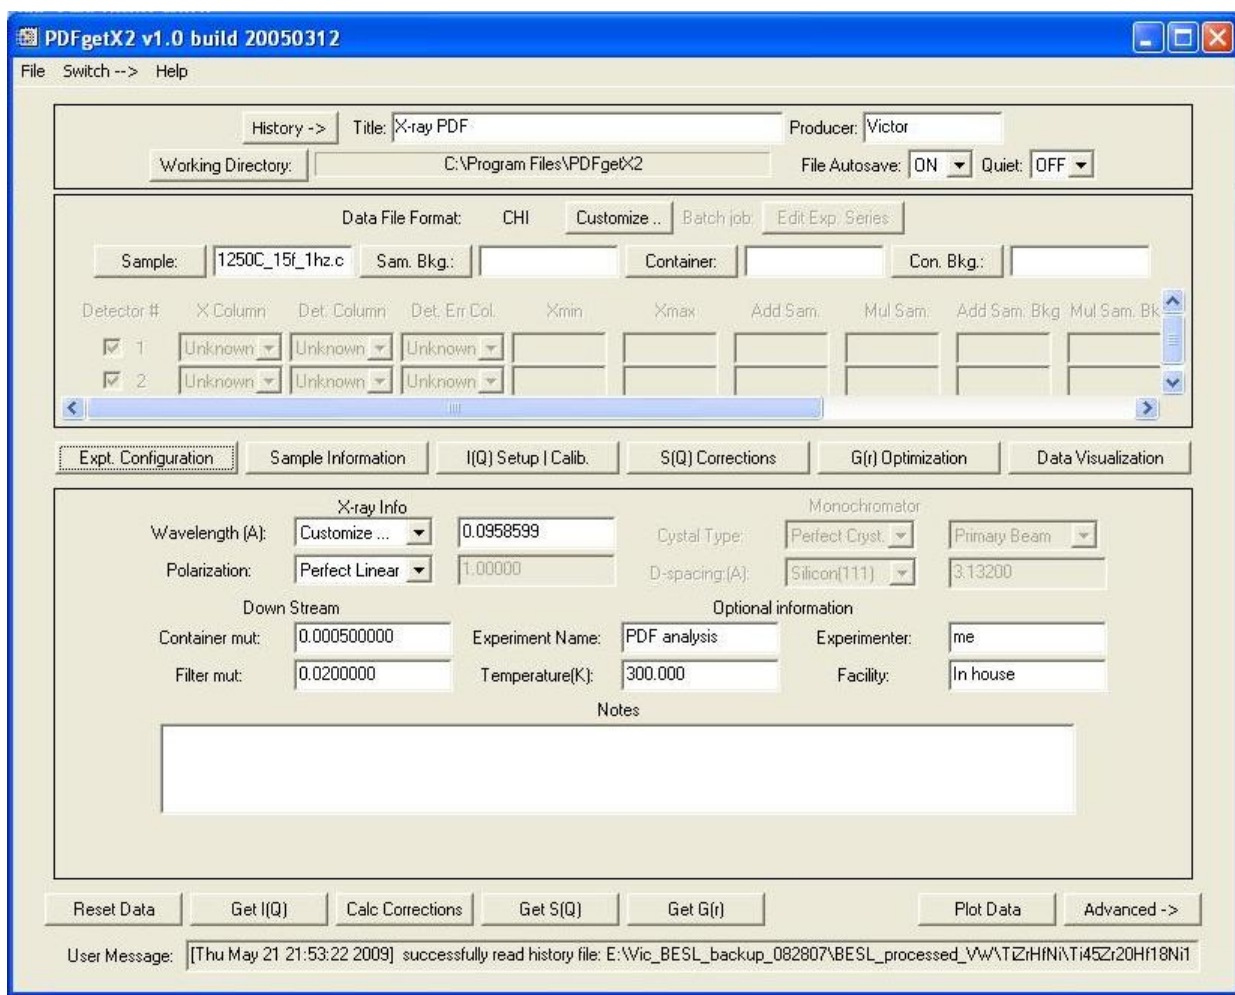 PDFgetX2 v1.0 build 20050312
File Switch --> Help
History -> Title: X-ray PDF Producer: Victor
Working Directory: C:\Program Files\PDFgetX2 File Autosave: ON Quiet: OFF
Data File Format: CHI Customize .. Batch job: Edit Exp. Series
Sample: 1250C_15f_1hz.c Sam. Bkg.: Container: Con. Bkg.:
Detector # X Column Det. Column Det. Err Col. Xmin Xmax Add Sam. Mul Sam. Add Sam. Bkg Mul Sam. Bk
1 Unknown Unknown Unknown
2 Unknown Unknown Unknown
Expt. Configuration Sample Information I(Q) Setup | Calib. S(Q) Corrections G(r) Optimization Data Visualization
X-ray Info Monochromator
Wavelength (A): Customize ... 0.0958599 Cystal Type: Perfect Cryst. Primary Beam
Polarization: Perfect Linear 1.00000 D-spacing:(A): Silicon(111) 3.13200
Down Stream Optional information
Container mut: 0.000500000 Experiment Name: PDF analysis Experimenter: me
Filter mut: 0.0200000 Temperature(K): 300.000 Facility: In house
Notes
Reset Data Get I(Q) Calc Corrections Get S(Q) Get G(r) Plot Data Advanced ->
User Message: [Thu May 21 21:53:22 2009] successfully read history file: E:\Vic_BESL_backup_082807\BESL_processed_VW\TiZrHfNi\Ti45Zr20Hf18Ni1